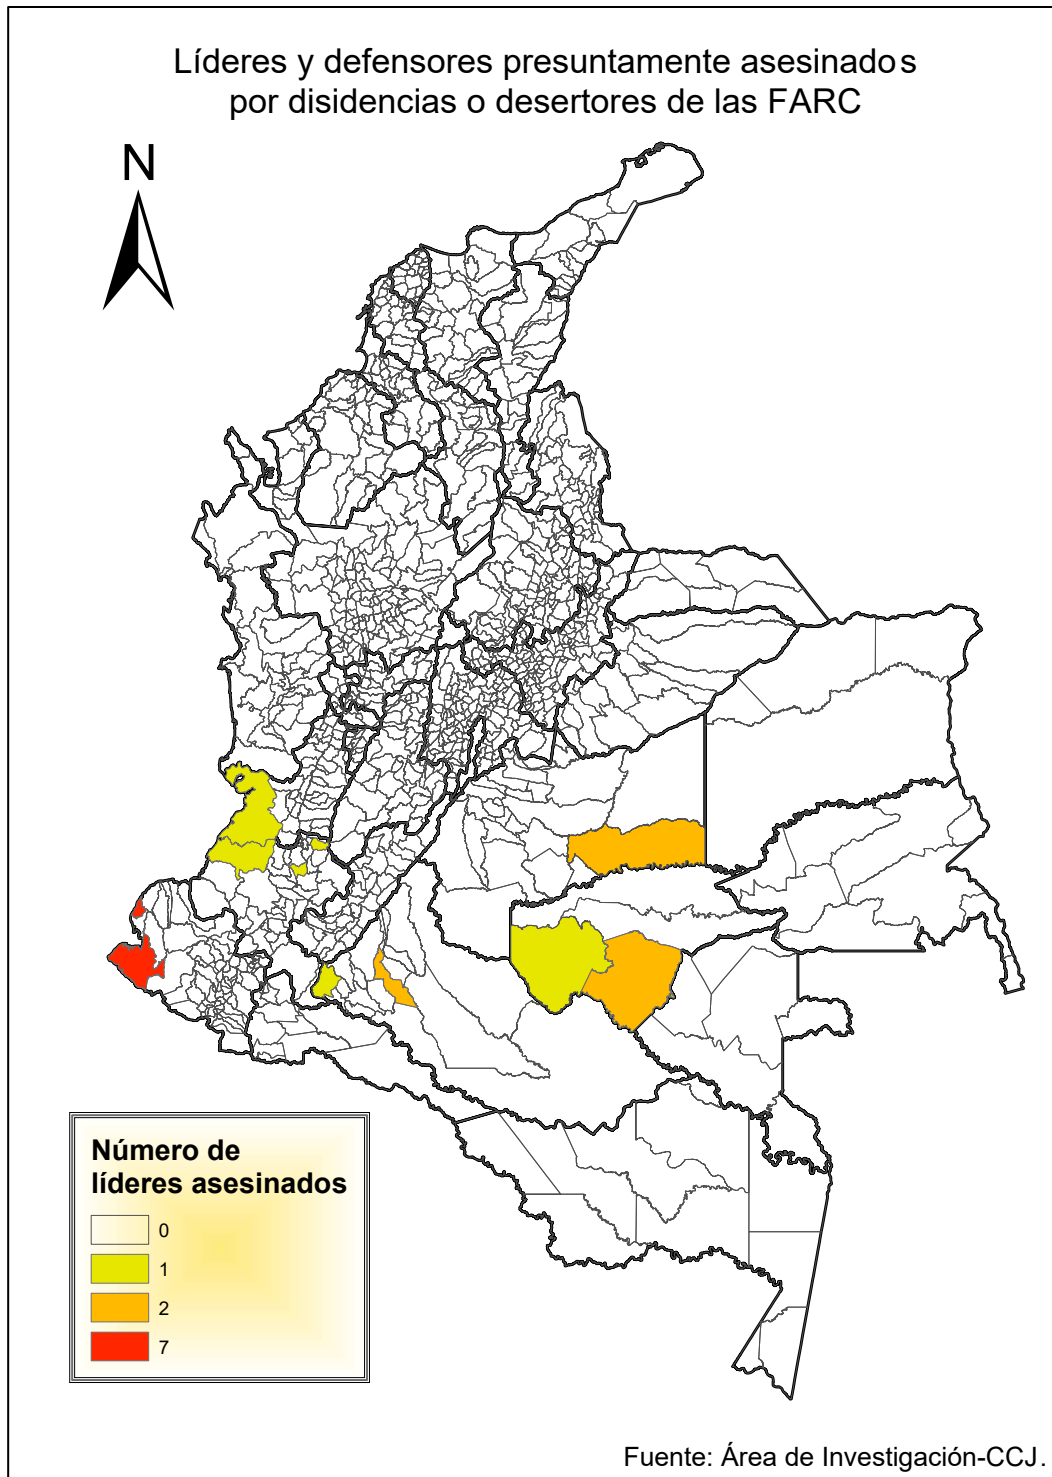 Líderes y defensores presuntamente asesinados
por disidencias o desertores de las FARC
N
Número de
líderes asesinados
0
1
2
7
Fuente: Área de Investigación-CCJ.